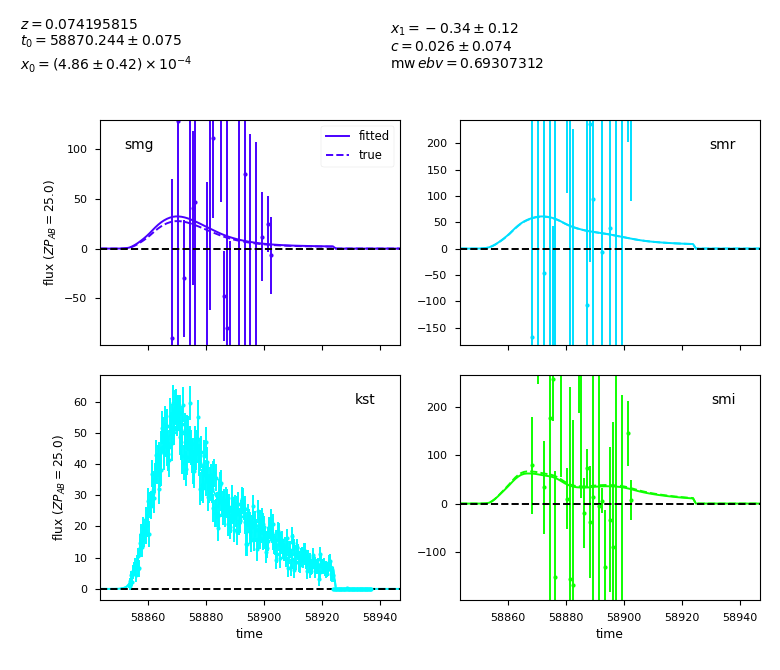 z = 0.074195815
t₀ = 58870.244 ± 0.075
x₀ = (4.86 ± 0.42) × 10⁻⁴
x₁ = −0.34 ± 0.12
c = 0.026 ± 0.074
mw ebv = 0.69307312
smg
fitted
true
100
50
0
−50
flux (ZP_AB = 25.0)
smr
200
150
100
50
0
−50
−100
−150
kst
60
50
40
30
20
10
0
flux (ZP_AB = 25.0)
58860 58880 58900 58920 58940
time
smi
200
100
0
−100
58860 58880 58900 58920 58940
time